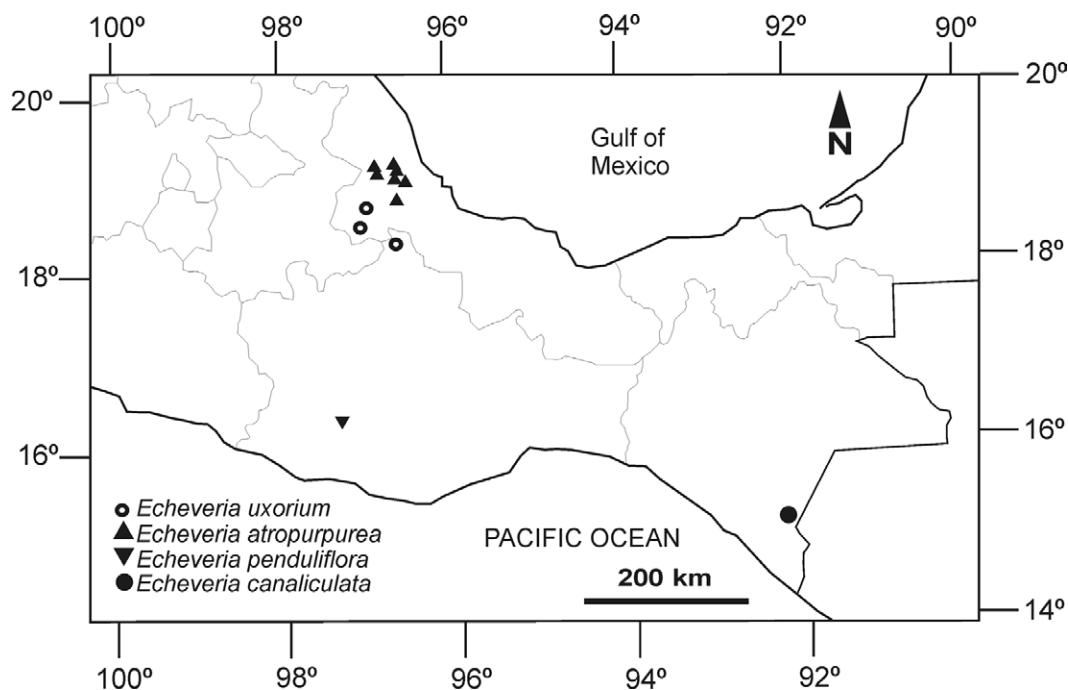 100º 98º 96º 94º 92º 90º
20º
20º
Gulf of
Mexico
N
18º
18º
16º
16º
Echeveria uxorium
Echeveria atropurpurea
Echeveria penduliflora
Echeveria canaliculata
PACIFIC OCEAN
200 km
14º
100º 98º 96º 94º 92º